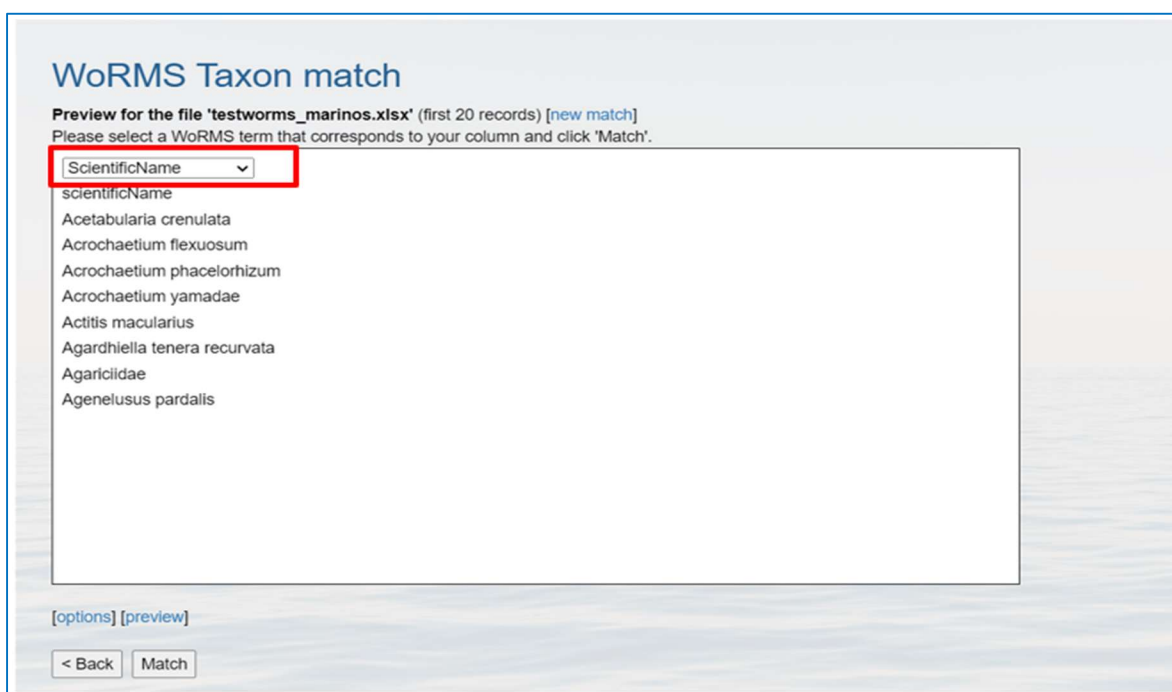 WoRMS Taxon match
Preview for the file 'testworms_marinos.xlsx' (first 20 records) [new match]
Please select a WoRMS term that corresponds to your column and click 'Match'.
ScientificName
scientificName
Acetabularia crenulata
Acrochaetium flexuosum
Acrochaetium phacelorhizum
Acrochaetium yamadae
Actitis macularius
Agardhiella tenera recurvata
Agariciidae
Agenelusus pardalis
[options] [preview]
< Back Match